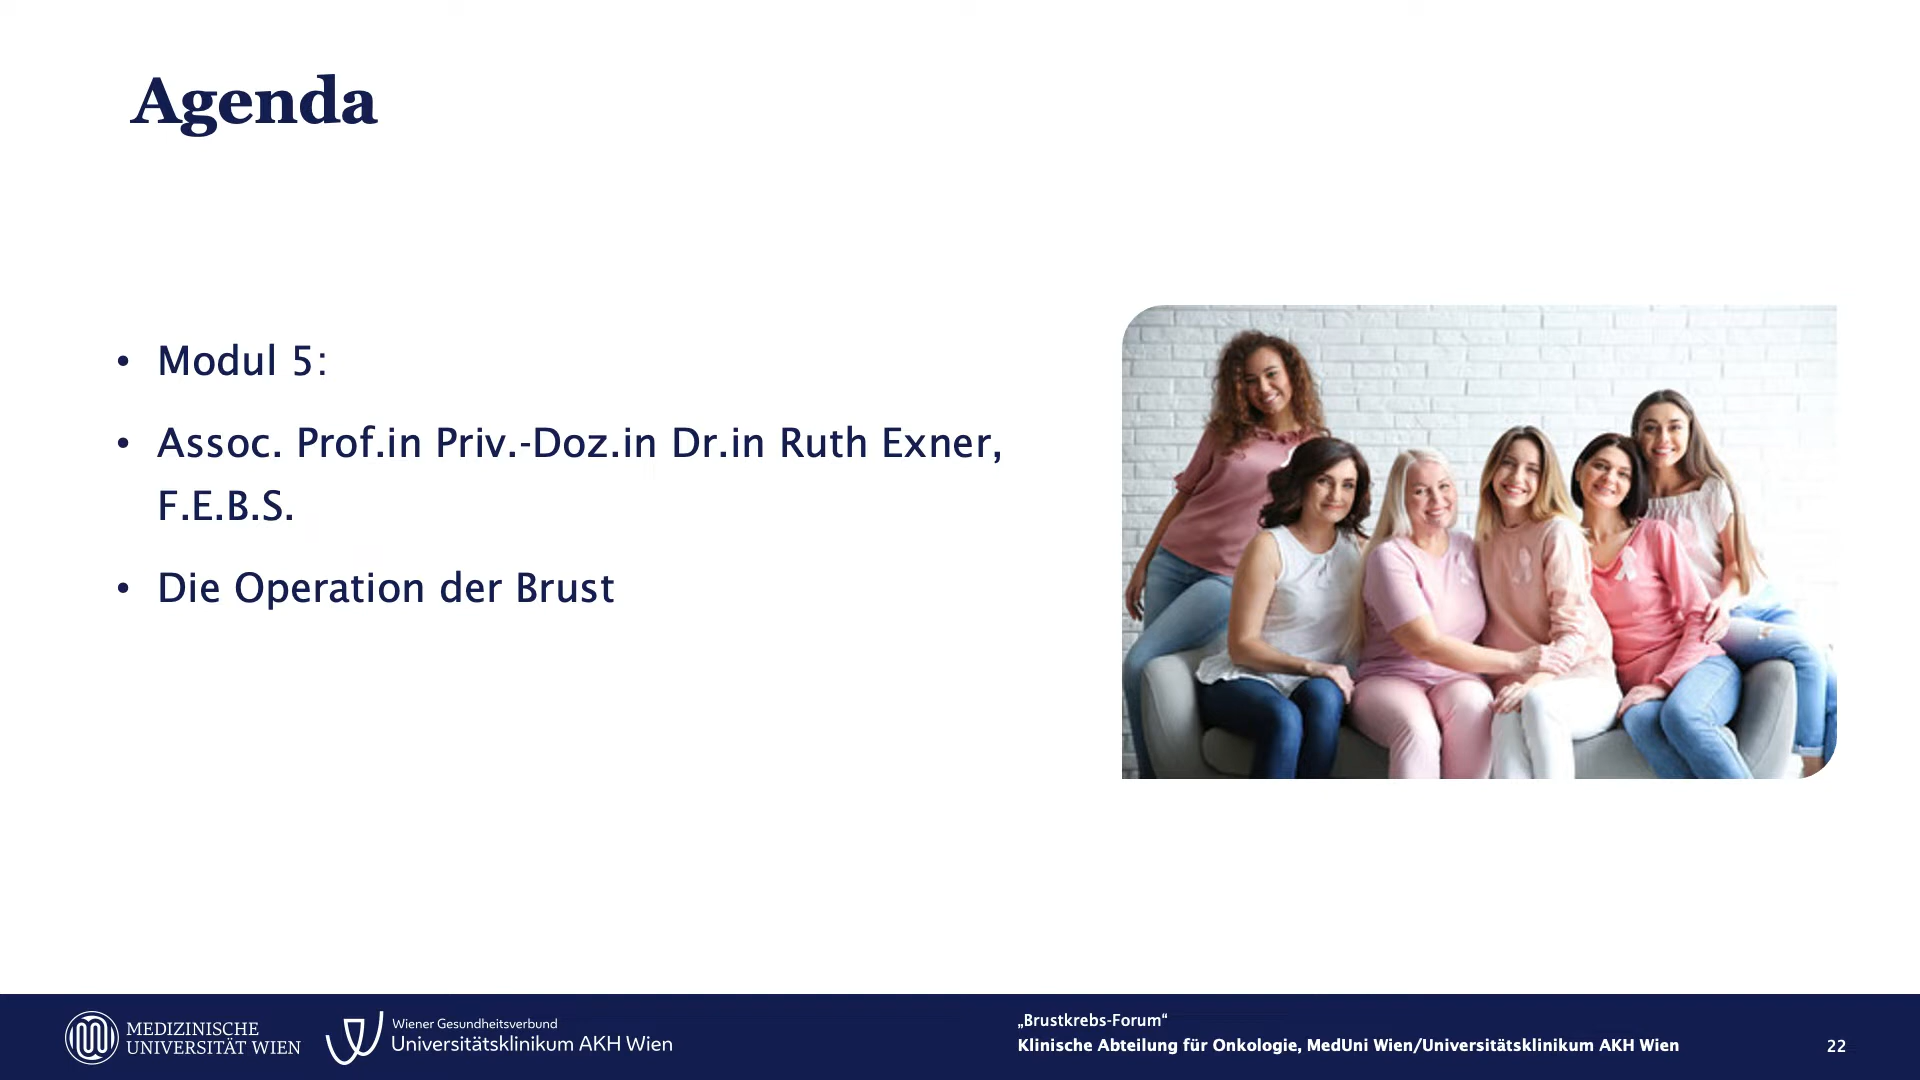 Agenda
• Modul 5:
• Assoc. Prof.in Priv.-Doz.in Dr.in Ruth Exner,
F.E.B.S.
• Die Operation der Brust
MEDIZINISCHE
UNIVERSITÄT WIEN
Wiener Gesundheitsverbund
Universitätsklinikum AKH Wien
„Brustkrebs-Forum“
Klinische Abteilung für Onkologie, MedUni Wien/Universitätsklinikum AKH Wien
22